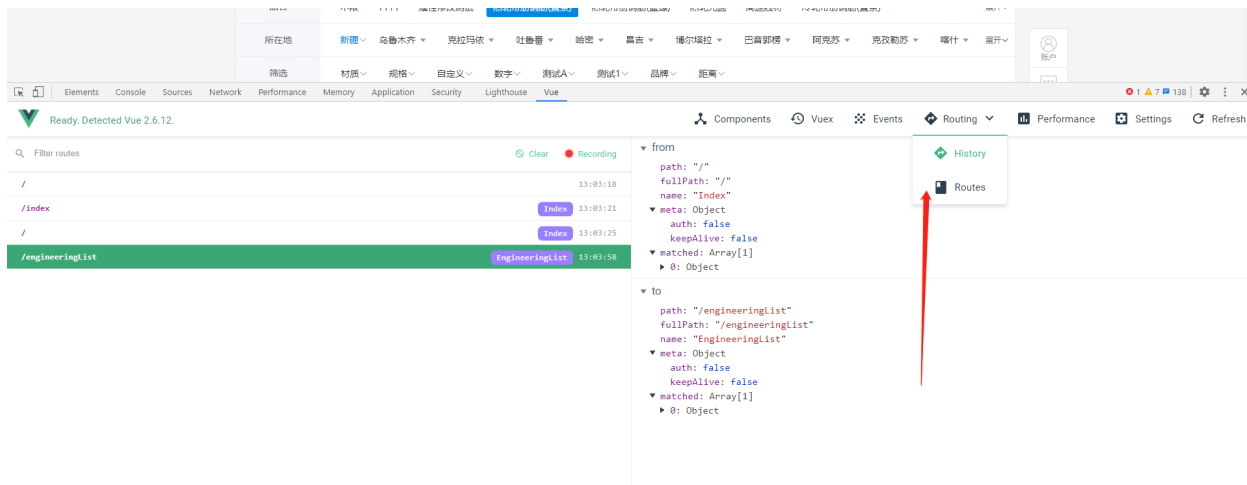 所在地 新疆 乌鲁木齐 克拉玛依 吐鲁番 哈密 昌吉 博尔塔拉 巴音郭楞 阿克苏 克孜勒苏 喀什 展开
账户
筛选 材质 规格 自定义 数字 测试A 测试1 品牌 距离
Elements Console Sources Network Performance Memory Application Security Lighthouse Vue 1 7 138
Ready. Detected Vue 2.6.12. Components Vuex Events Routing Performance Settings Refresh
Filter routes Clear Recording
/ 13:03:18
/index Index 13:03:21
/ Index 13:03:25
/engineeringList EngineeringList 13:03:58
History
Routes
from
path: "/"
fullPath: "/"
name: "Index"
meta: Object
auth: false
keepAlive: false
matched: Array[1]
0: Object
to
path: "/engineeringList"
fullPath: "/engineeringList"
name: "EngineeringList"
meta: Object
auth: false
keepAlive: false
matched: Array[1]
0: Object